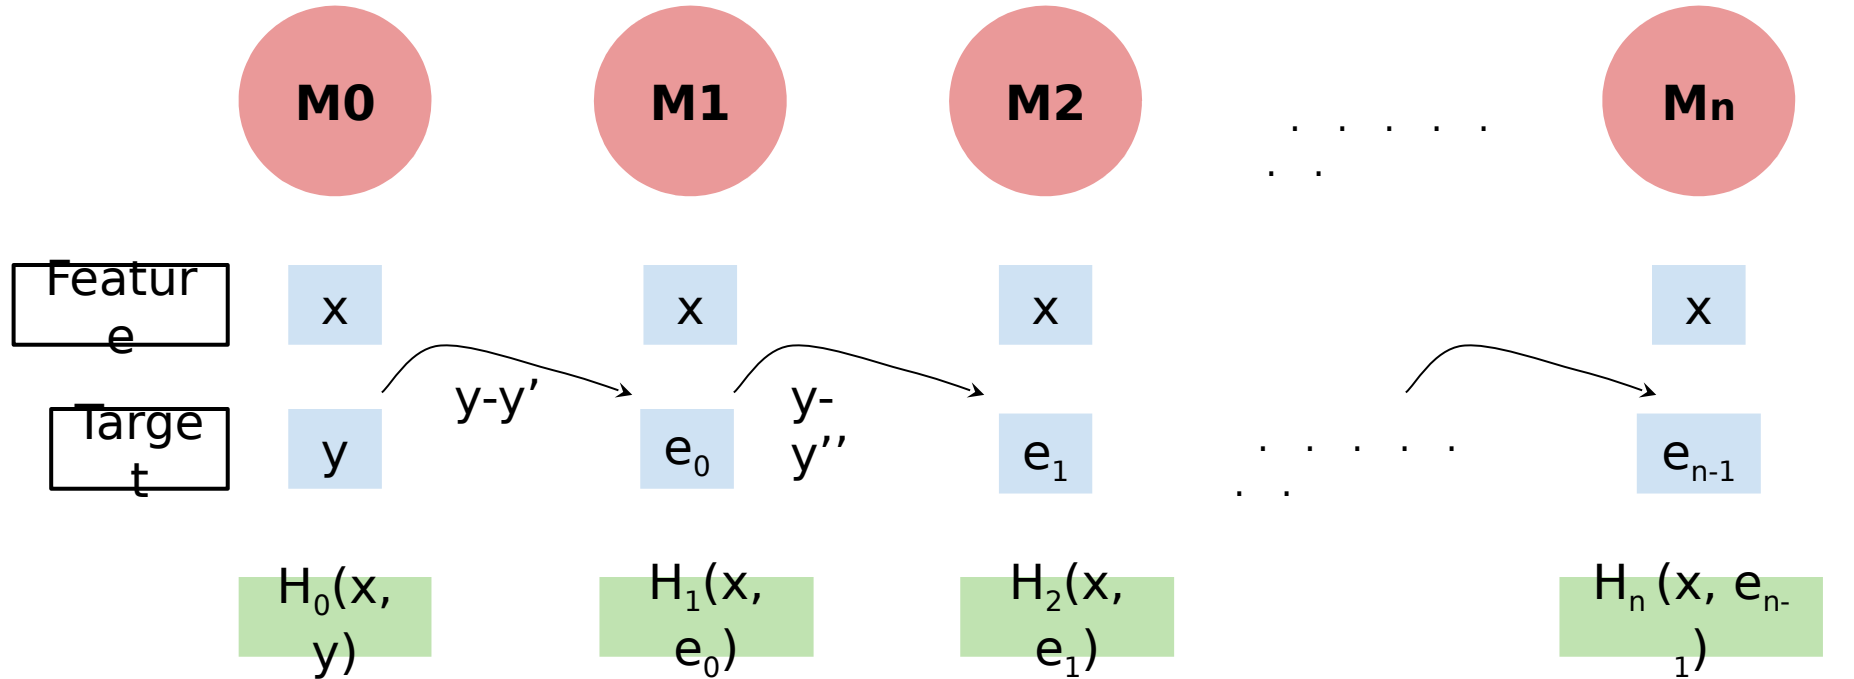 M0 M1 M2 Mn
. . . . .
. .
Featur
e
x x x x
Targe
t
y
y-y’
e0
y-
y’’
e1
. . . . .
. .
en-1
H0(x,
y)
H1(x,
e0)
H2(x,
e1)
Hn (x, en-
1)